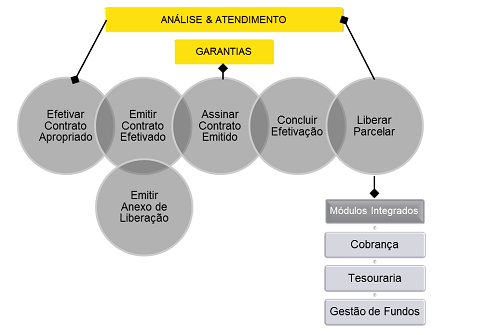 ANÁLISE & ATENDIMENTO
GARANTIAS
Efetivar
Contrato
Apropriado
Emitir
Contrato
Efetivado
Assinar
Contrato
Emitido
Concluir
Efetivação
Liberar
Parcelar
Emitir
Anexo de
Liberação
Módulos Integrados
Cobrança
Tesouraria
Gestão de Fundos